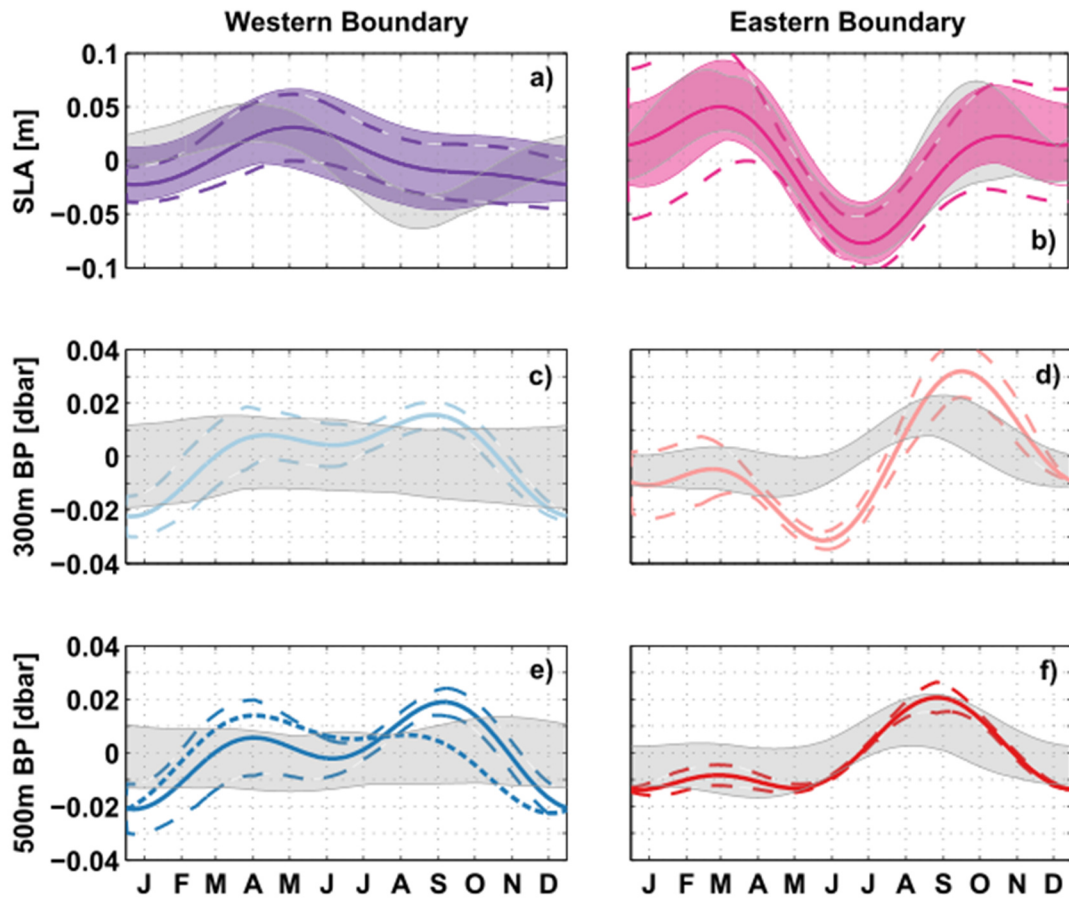 Western Boundary Eastern Boundary
SLA [m]
0.1
0.05
0
−0.05
−0.1
a)
b)
300m BP [dbar]
0.04
0.02
0
−0.02
−0.04
c)
d)
500m BP [dbar]
0.04
0.02
0
−0.02
−0.04
e)
f)
J F M A M J J A S O N D
J F M A M J J A S O N D